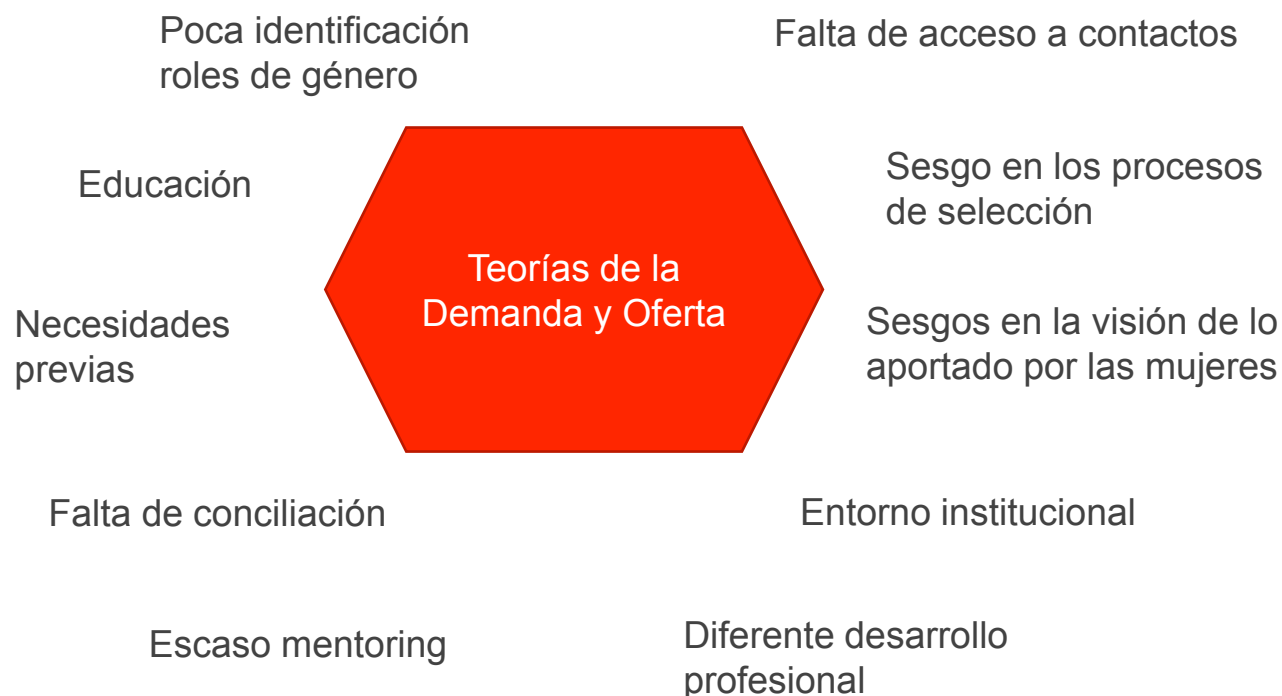 Poca identificación
roles de género
Falta de acceso a contactos
Educación
Sesgo en los procesos
de selección
Teorías de la
Demanda y Oferta
Necesidades
previas
Sesgos en la visión de lo
aportado por las mujeres
Falta de conciliación
Entorno institucional
Escaso mentoring
Diferente desarrollo
profesional